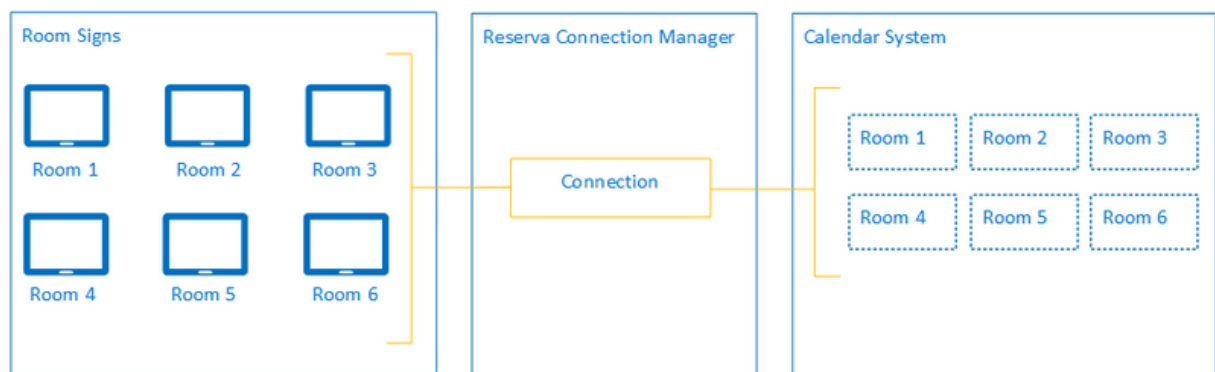 Room Signs
Room 1
Room 2
Room 3
Room 4
Room 5
Room 6
Reserva Connection Manager
Connection
Calendar System
Room 1
Room 2
Room 3
Room 4
Room 5
Room 6